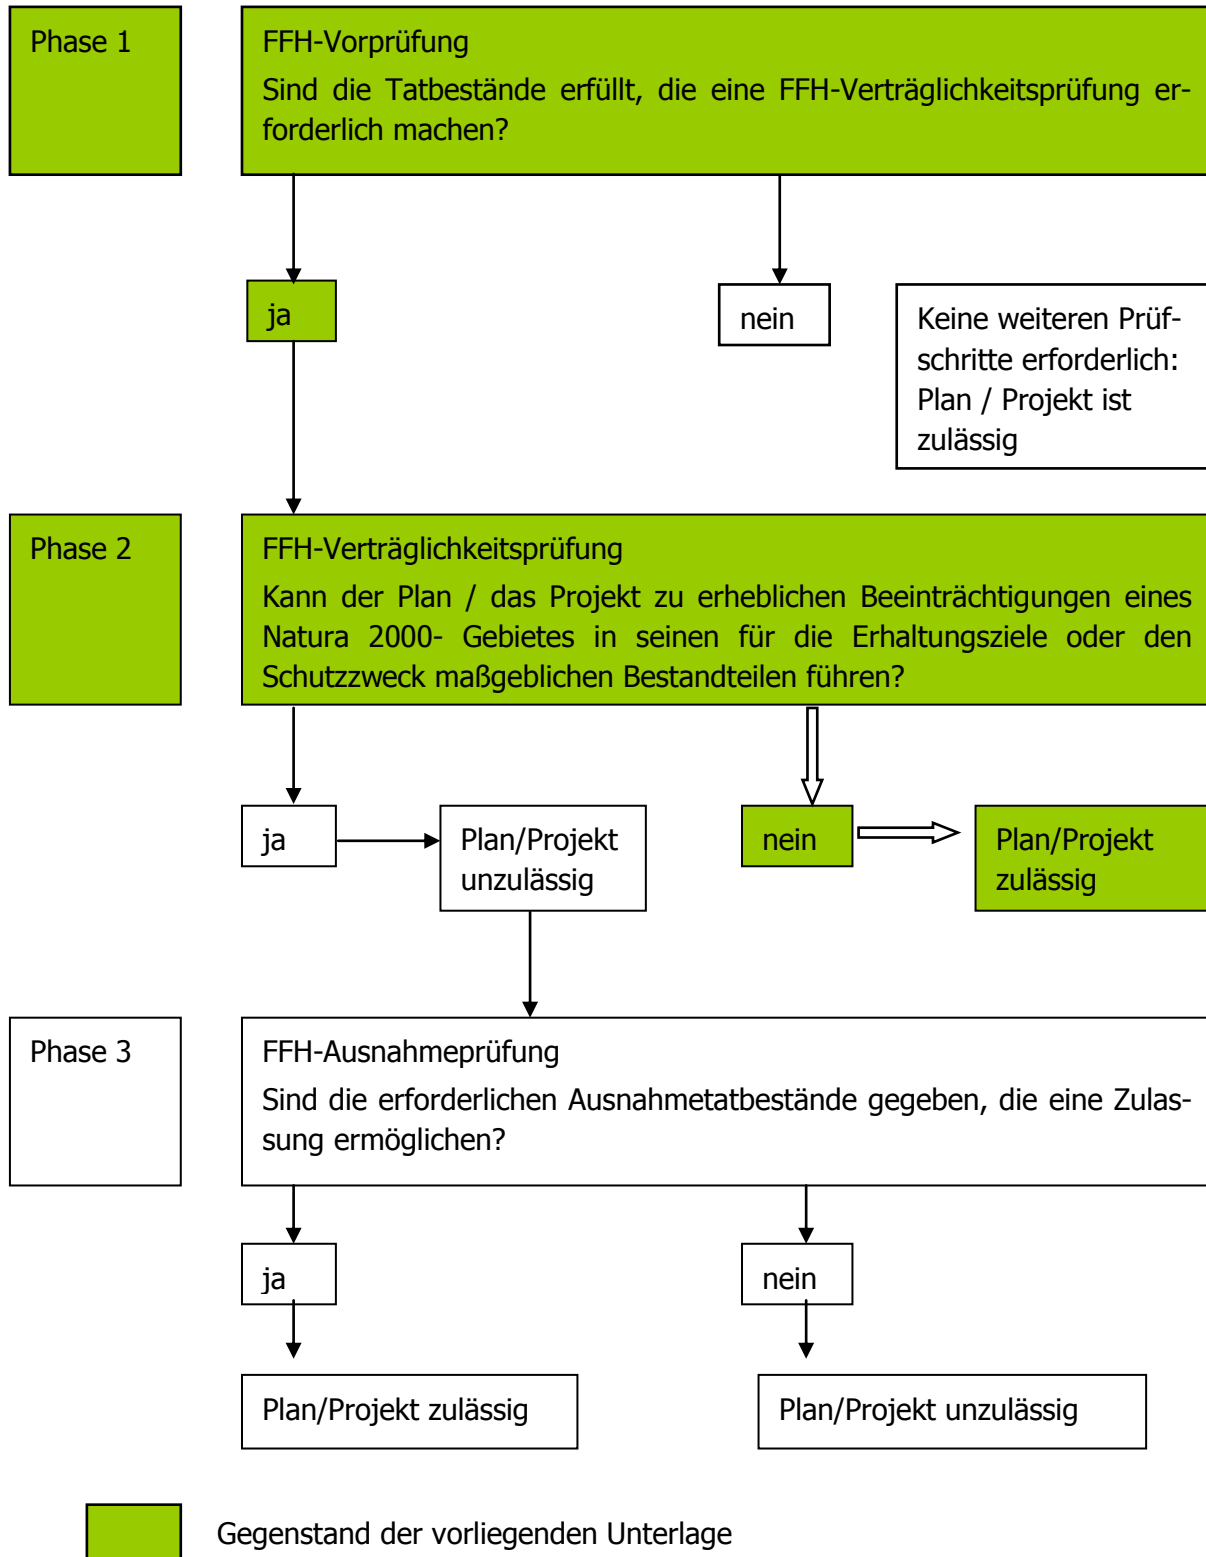 Phase 1
FFH-Vorprüfung
Sind die Tatbestände erfüllt, die eine FFH-Verträglichkeitsprüfung er-
forderlich machen?
ja
nein
Keine weiteren Prüf-
schritte erforderlich:
Plan / Projekt ist
zulässig
Phase 2
FFH-Verträglichkeitsprüfung
Kann der Plan / das Projekt zu erheblichen Beeinträchtigungen eines
Natura 2000- Gebietes in seinen für die Erhaltungsziele oder den
Schutzzweck maßgeblichen Bestandteilen führen?
ja
Plan/Projekt
unzulässig
nein
Plan/Projekt
zulässig
Phase 3
FFH-Ausnahmeprüfung
Sind die erforderlichen Ausnahmetatbestände gegeben, die eine Zulas-
sung ermöglichen?
ja
nein
Plan/Projekt zulässig
Plan/Projekt unzulässig
Gegenstand der vorliegenden Unterlage